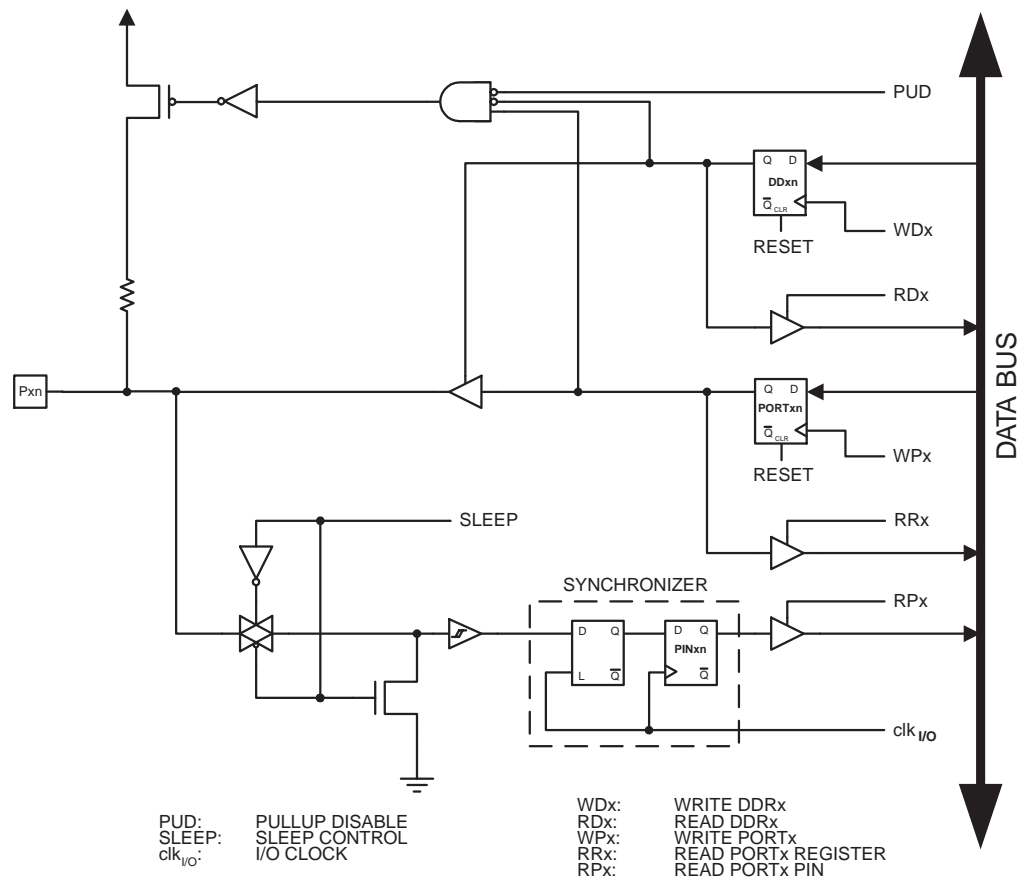 PUD
Q D
DDxn
Q CLR
WDx
RESET
RDx
Pxn
Q D
PORTxn
Q CLR
WPx
RESET
DATA BUS
SLEEP
RRx
SYNCHRONIZER
RPx
D Q
D Q
PINxn
L Q
Q
clk I/O
PUD: PULLUP DISABLE
SLEEP: SLEEP CONTROL
clkI/O: I/O CLOCK
WDx: WRITE DDRx
RDx: READ DDRx
WPx: WRITE PORTx
RRx: READ PORTx REGISTER
RPx: READ PORTx PIN